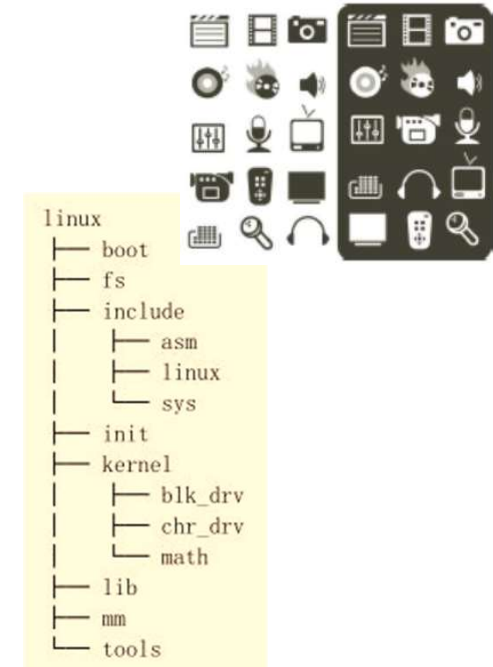 linux
├── boot
├── fs
├── include
│   ├── asm
│   ├── linux
│   └── sys
├── init
├── kernel
│   ├── blk_drv
│   ├── chr_drv
│   └── math
├── lib
├── mm
└── tools